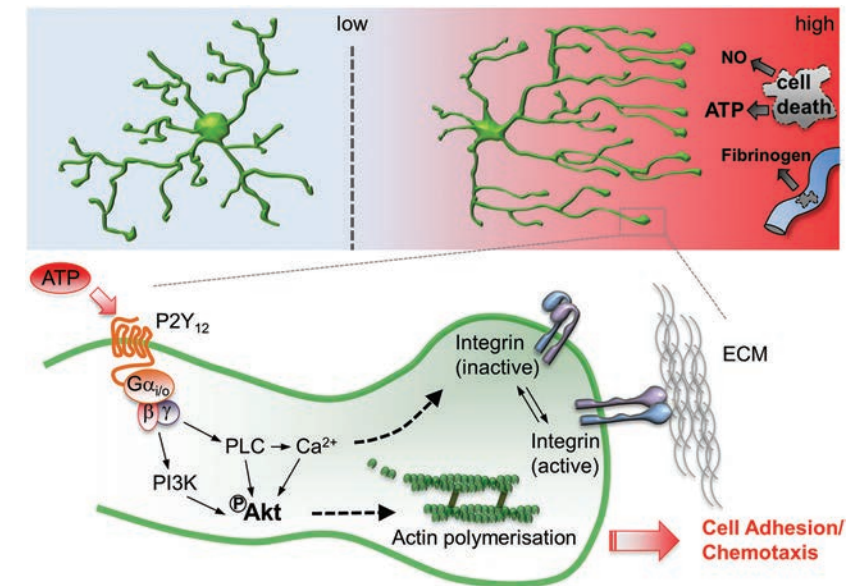 low
high
NO
cell
death
ATP
Fibrinogen
ATP
P2Y₁₂
Gαᵢ/ₒ
β γ
PLC
Ca²⁺
PI3K
P Akt
Integrin
(inactive)
Integrin
(active)
ECM
Actin polymerisation
Cell Adhesion/
Chemotaxis